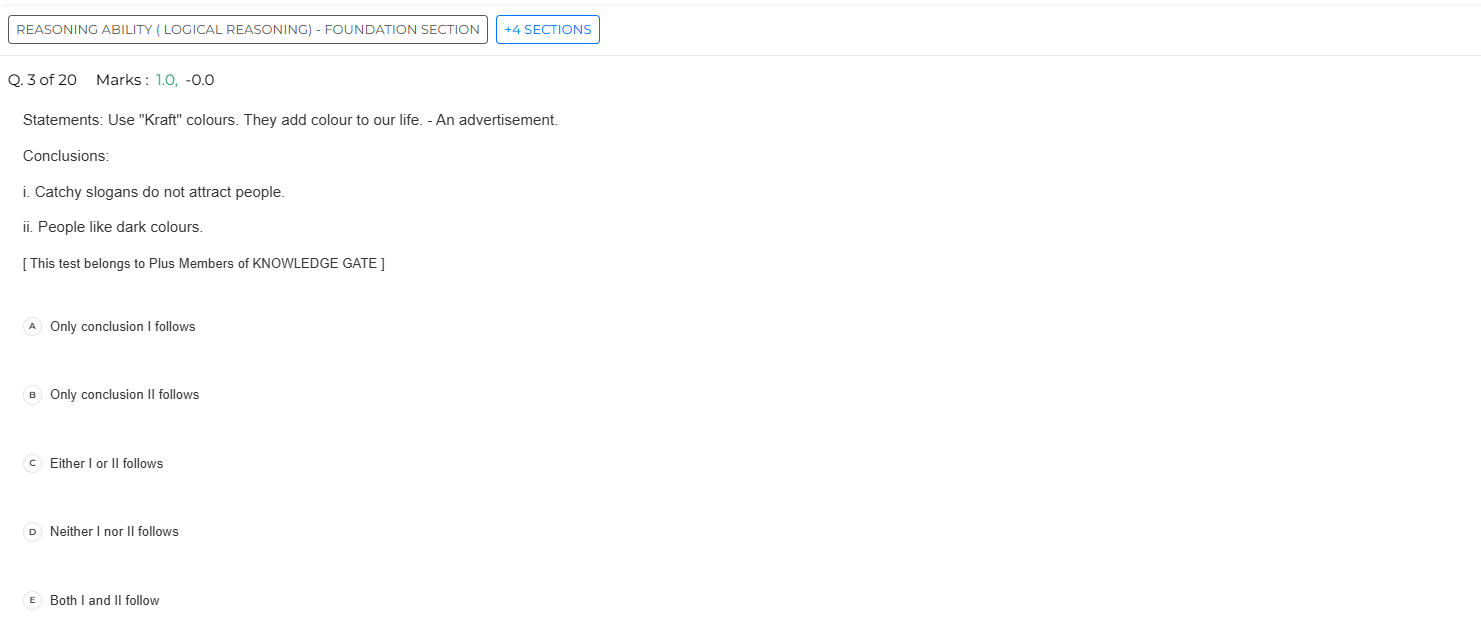 REASONING ABILITY ( LOGICAL REASONING) - FOUNDATION SECTION
+4 SECTIONS
Q. 3 of 20 Marks : 1.0, -0.0
Statements: Use "Kraft" colours. They add colour to our life. - An advertisement.
Conclusions:
i. Catchy slogans do not attract people.
ii. People like dark colours.
[ This test belongs to Plus Members of KNOWLEDGE GATE ]
A Only conclusion I follows
B Only conclusion II follows
C Either I or II follows
D Neither I nor II follows
E Both I and II follow